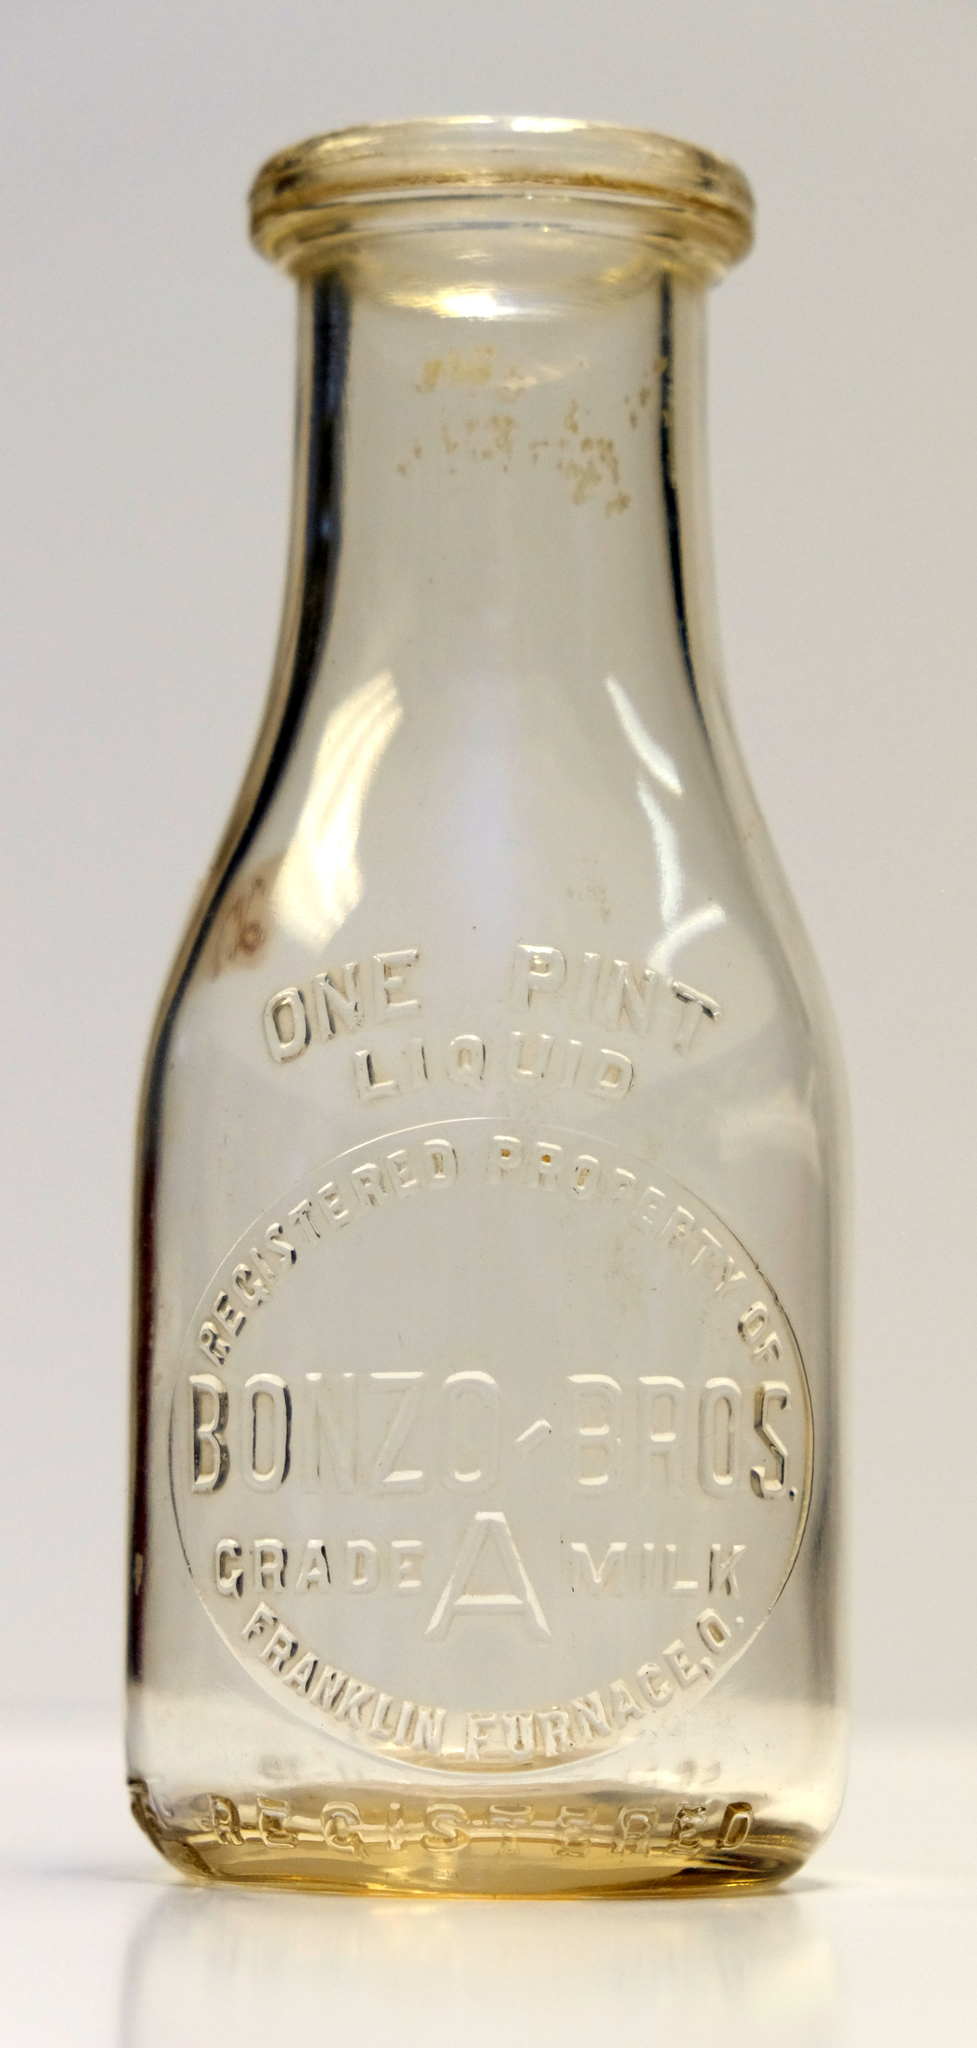 ONE PINT
LIQUID
REGISTERED PROPERTY OF
BONZO BROS.
GRADE A MILK
FRANKLIN FURNACE, O.
REGISTERED